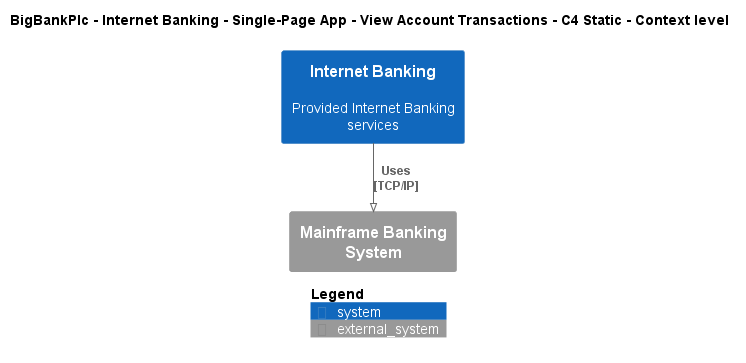 BigBankPlc - Internet Banking - Single-Page App - View Account Transactions - C4 Static - Context level
Internet Banking
Provided Internet Banking
services
Uses
[TCP/IP]
Mainframe Banking
System
Legend
system
external_system